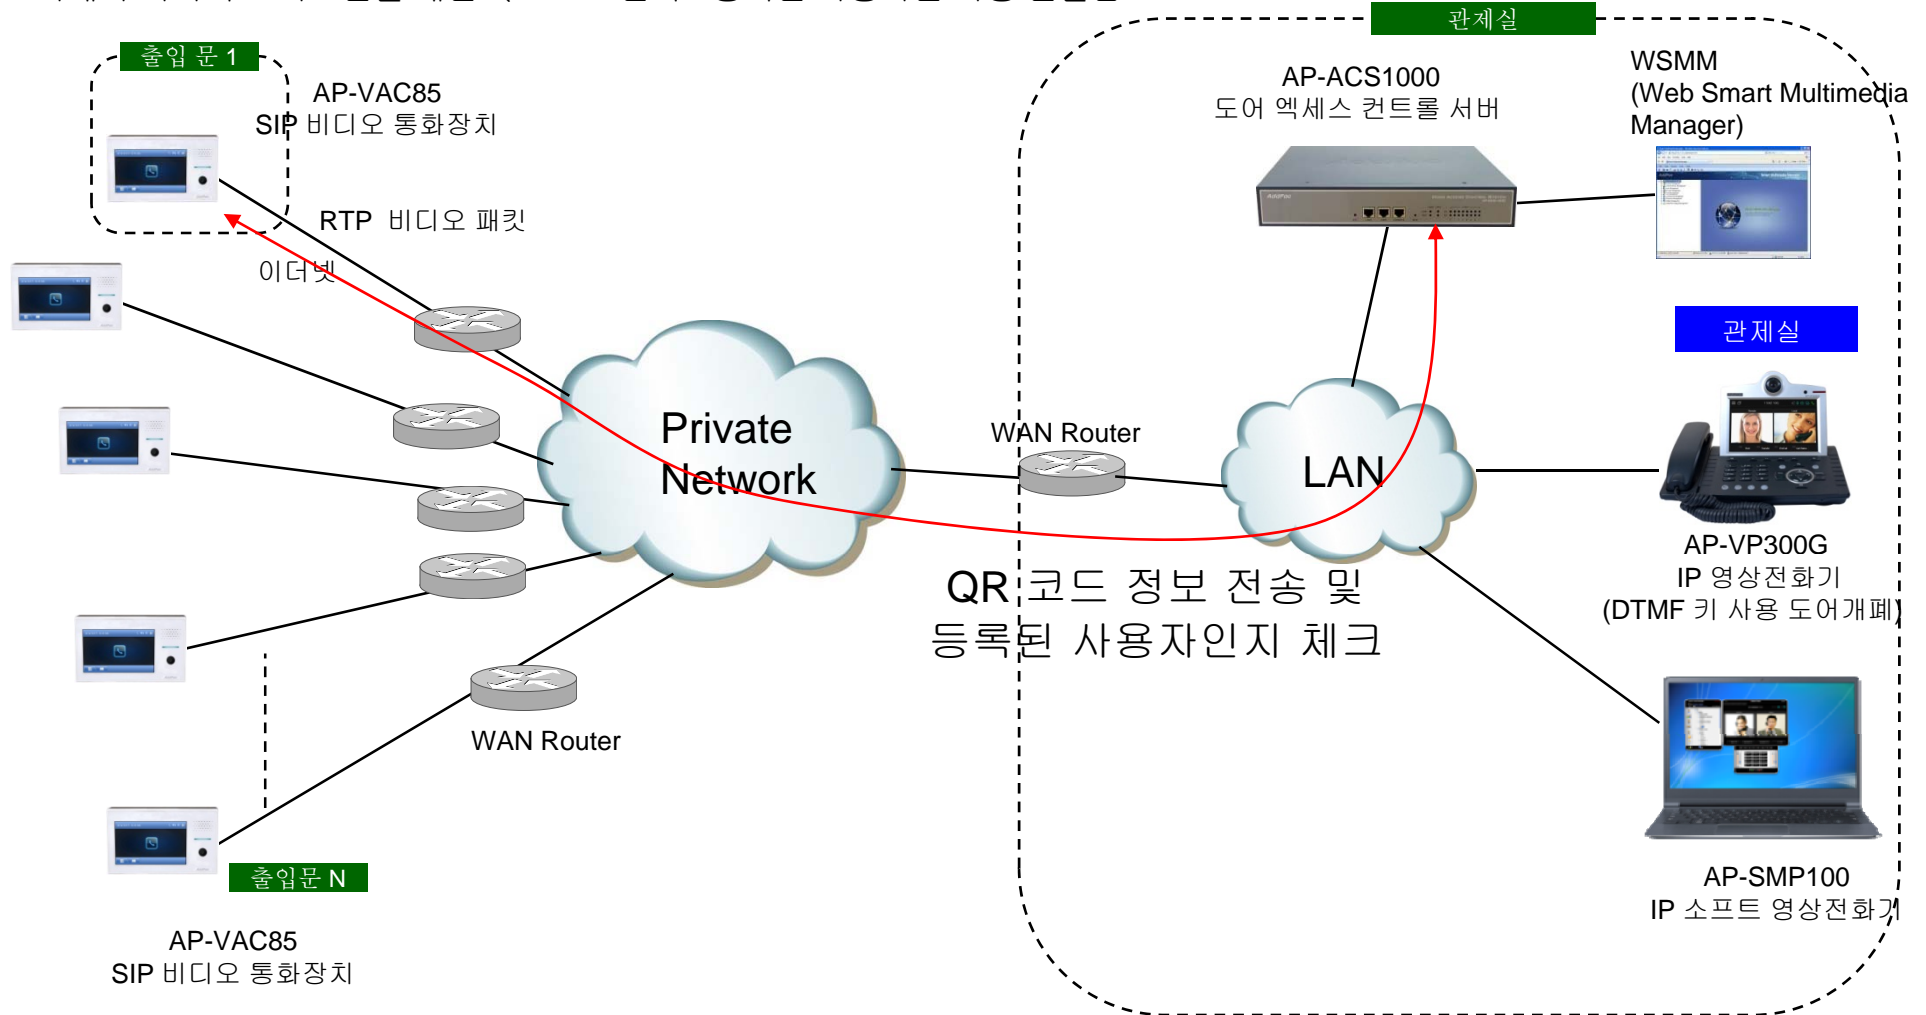 관제실
출입 문 1
AP-VAC85
SIP 비디오 통화장치
AP-ACS1000
도어 엑세스 컨트롤 서버
WSMM
(Web Smart Multimedia
Manager)
RTP 비디오 패킷
이더넷
관제실
Private
Network
WAN Router
LAN
AP-VP300G
IP 영상전화기
(DTMF 키 사용 도어개폐)
QR 코드 정보 전송 및
등록된 사용자인지 체크
WAN Router
출입문 N
AP-VAC85
SIP 비디오 통화장치
AP-SMP100
IP 소프트 영상전화기